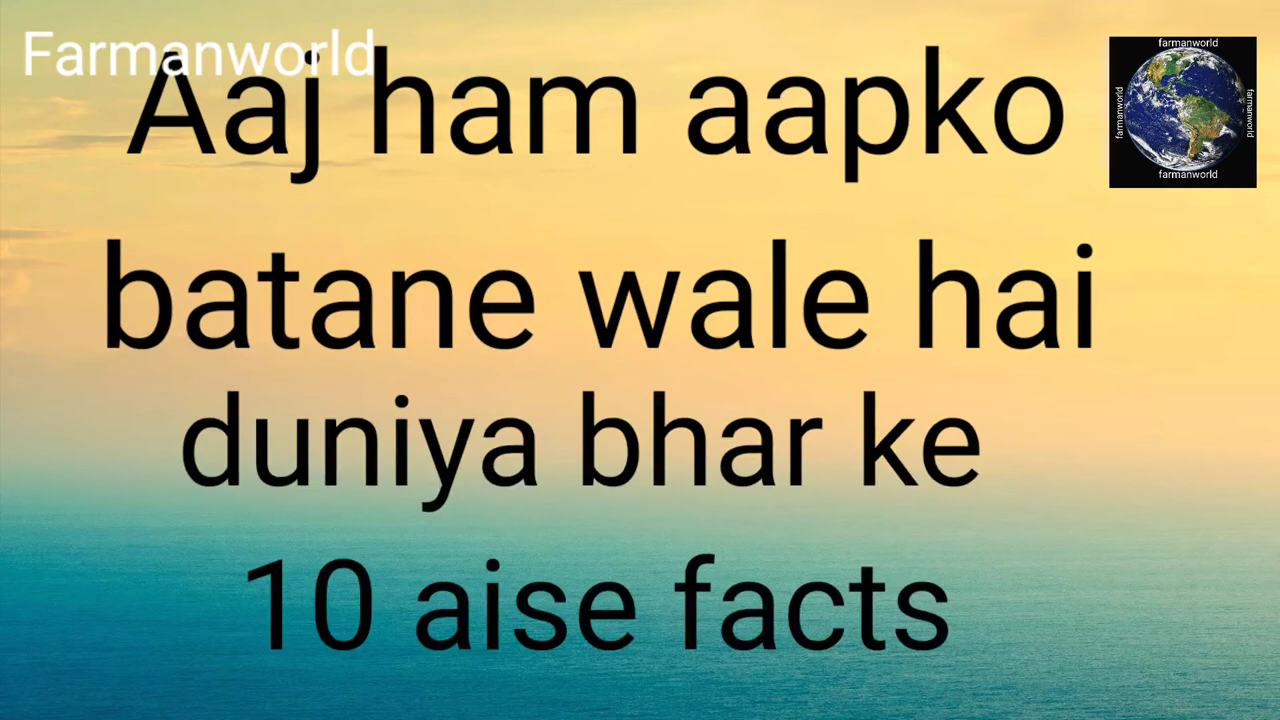 Farmanworld
Aaj ham aapko
batane wale hai
duniya bhar ke
10 aise facts
farmanworld
farmanworld
farmanworld
farmanworld